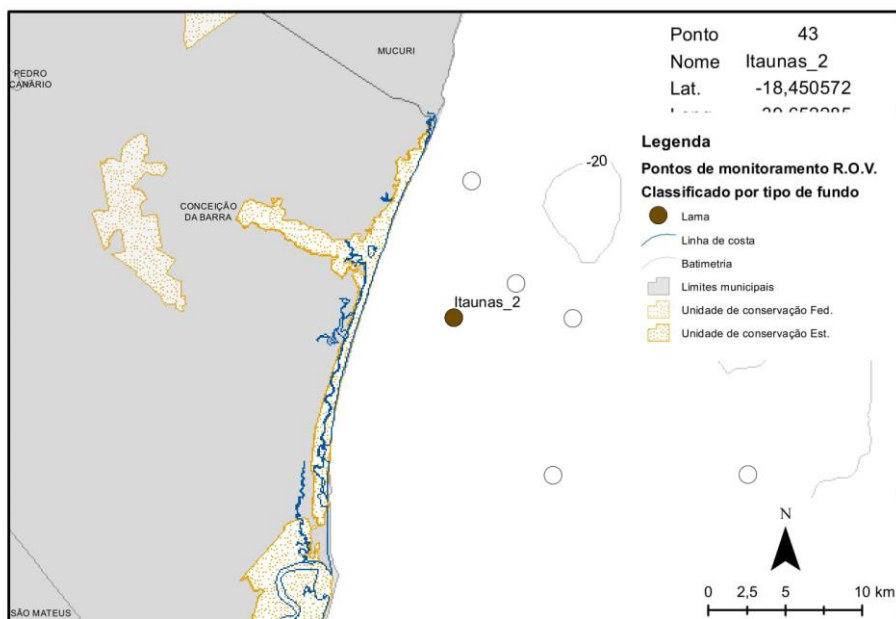 Ponto 43
Nome Itaunas_2
Lat. -18,450572
MUCURI
PEDRO
CANÁRIO
CONCEIÇÃO
DA BARRA
Itaunas_2
-20
Legenda
Pontos de monitoramento R.O.V.
Classificado por tipo de fundo
Lama
Linha de costa
Batimetria
Limites municipais
Unidade de conservação Fed.
Unidade de conservação Est.
SÃO MATEUS
N
0 2,5 5 10 km